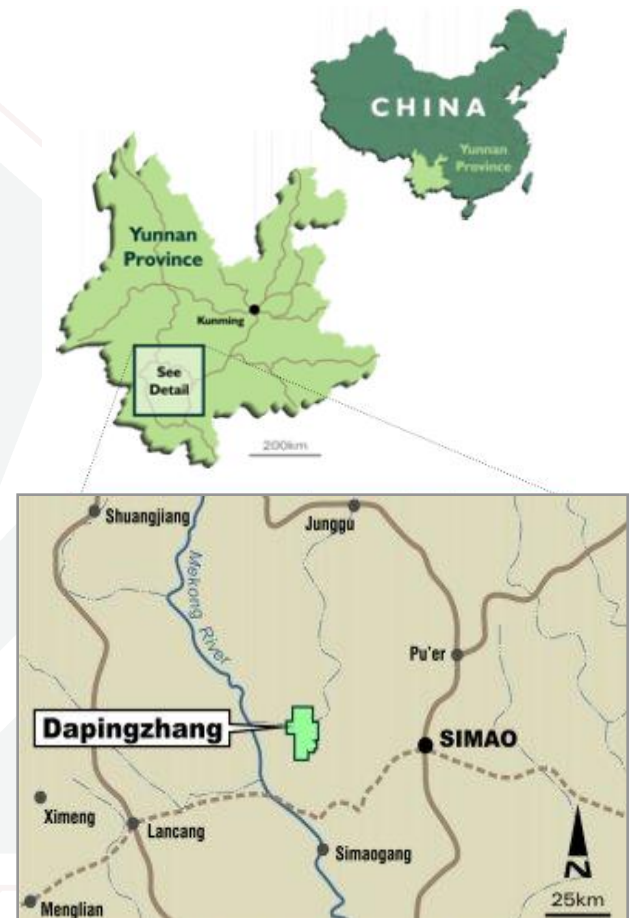 CHINA
Yunnan
Province
Yunnan
Province
Kunming
See
Detail
200km
Shuangjiang
Junggu
Mekong River
Pu'er
Dapingzhang
SIMAO
Ximeng
Lancang
Simaogang
Menglian
N
25km